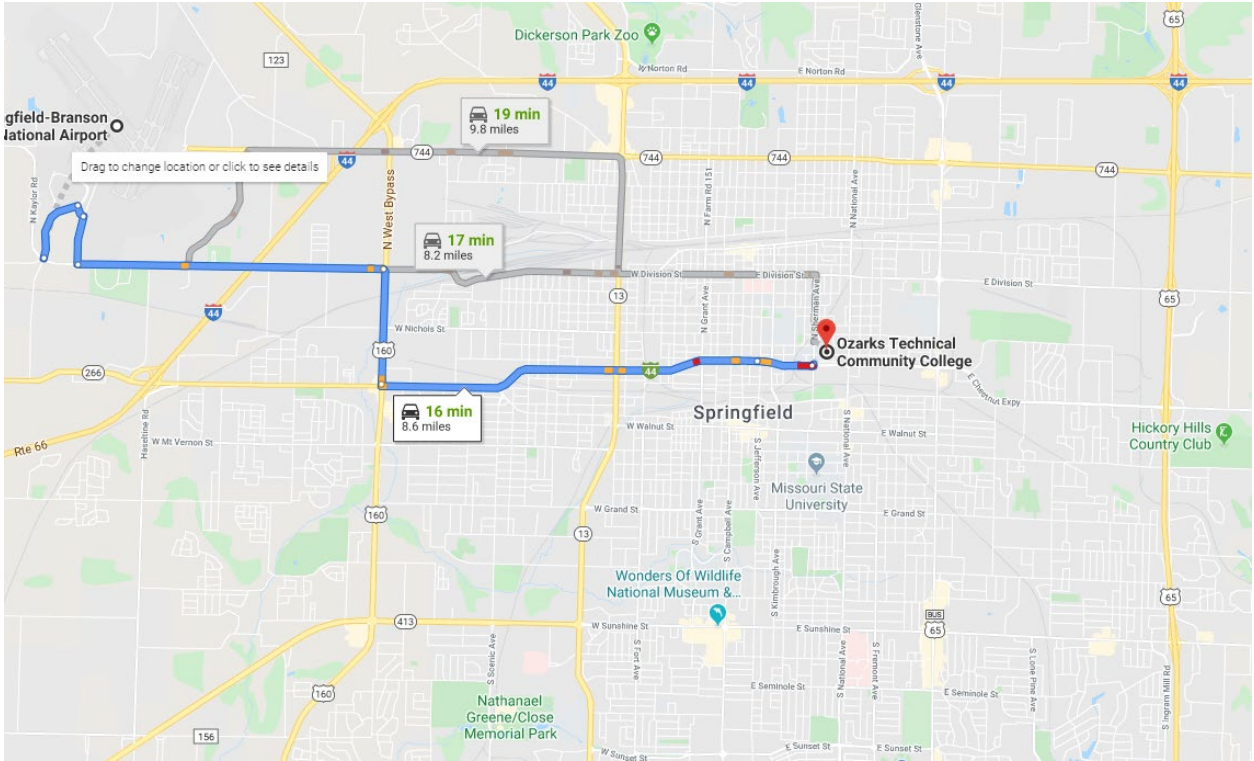 65
Dickerson Park Zoo
Glenstone Ave
W Norton Rd
E Norton Rd
123
44
44
44
44
19 min
9.8 miles
gfield-Branson
National Airport
Drag to change location or click to see details
44
744
744
744
744
N Kaylor Rd
N West Bypass
N Farm Rd 151
N National Ave
17 min
8.2 miles
W Division St
E Division St
E Division St
13
65
44
N Grant Ave
N Sherman Ave
W Nichols St
160
Ozarks Technical
Community College
266
44
E Chestnut Expy
16 min
8.6 miles
Springfield
Haseltine Rd
W Mt Vernon St
Rte 66
W Walnut St
E Walnut St
S Jefferson Ave
S National Ave
Hickory Hills
Country Club
Missouri State
University
160
W Grand St
E Grand St
13
S Grant Ave
S Campbell Ave
S Kimbrough Ave
Wonders Of Wildlife
National Museum &...
65
413
W Sunshine St
E Sunshine St
BUS
65
S Scenic Ave
S Fort Ave
S National Ave
S Fremont Ave
S Lone Pine Ave
S Ingram Mill Rd
160
E Seminole St
E Seminole St
Nathanael
Greene/Close
Memorial Park
156
W Sunset St
E Sunset St